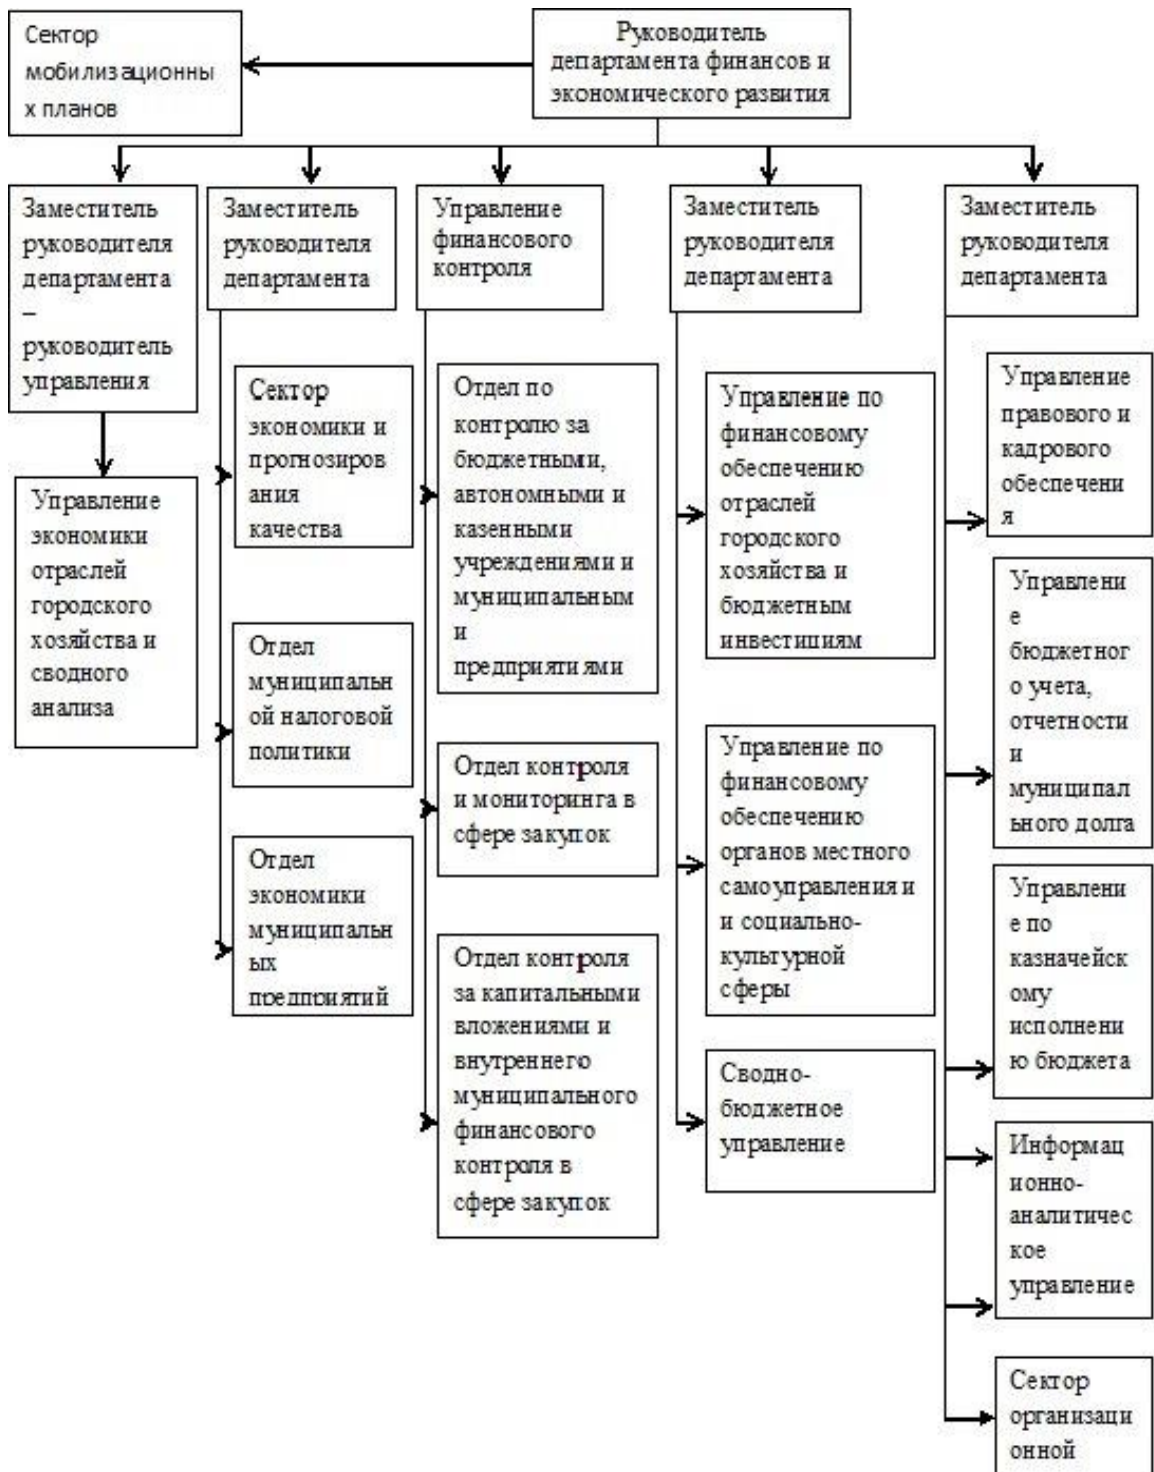 Сектор
мобилизационны
х планов
Руководитель
департамента финансов и
экономического развития
Заместитель
руководителя
департамента
–
руководитель
управления
Заместитель
руководителя
департамента
Управление
финансового
контроля
Заместитель
руководителя
департамента
Заместитель
руководителя
департамента
Управление
экономики
отраслей
городского
хозяйства и
сводного
анализа
Сектор
экономики и
прогнозиров
ания
качества
Отдел
муниципальн
ой налоговой
политики
Отдел
экономики
муниципальн
ых
предприятий
Отдел по
контролю за
бюджетными,
автономными и
казенными
учреждениями и
муниципальным
и
предприятиями
Отдел контроля
и мониторинга в
сфере закупок
Отдел контроля
за капитальными
вложениями и
внутреннего
муниципального
финансового
контроля в
сфере закупок
Управление по
финансовому
обеспечению
отраслей
городского
хозяйства и
бюджетным
инвестициям
Управление по
финансовому
обеспечению
органов местного
самоуправления и
и социально-
культурной
сферы
Сводно-
бюджетное
управление
Управление
правового и
кадрового
обеспечени
я
Управлени
е
бюджетног
о учета,
отчетности
и
муниципал
ьного долга
Управлени
е по
казначейск
ому
исполнени
ю бюджета
Информац
ионно-
аналитичес
кое
управление
Сектор
организаци
онной